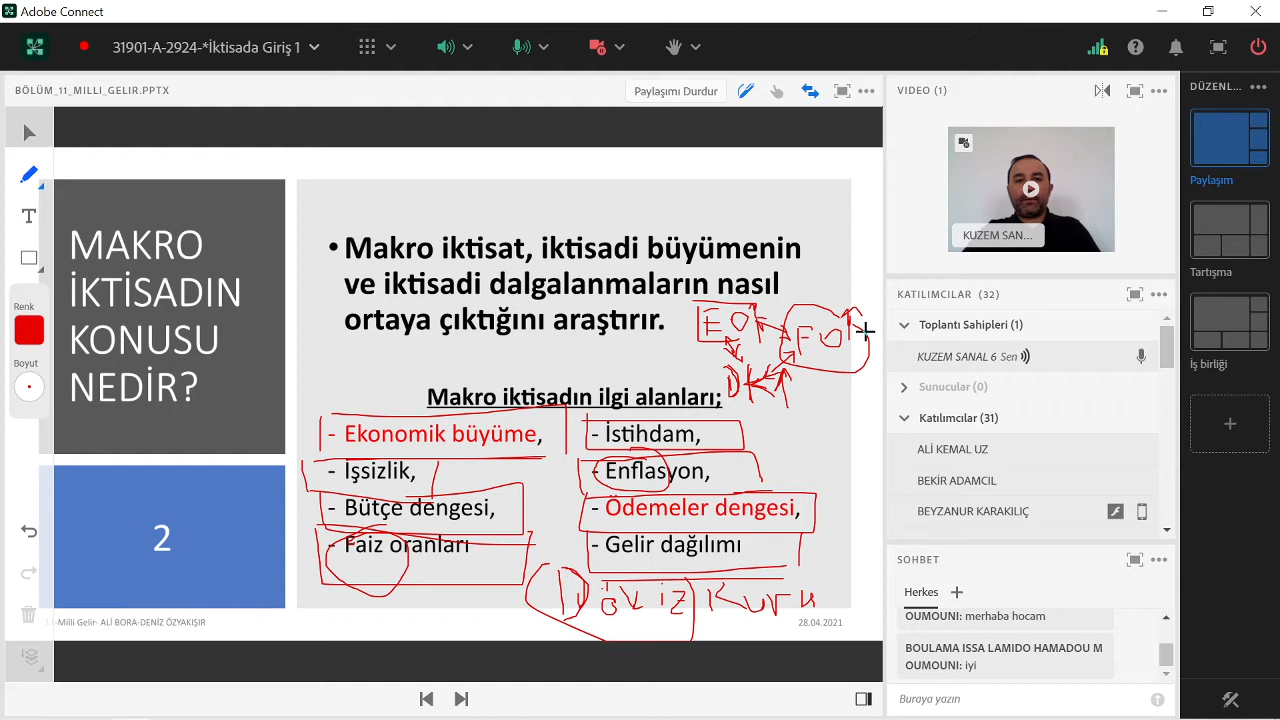 Adobe Connect
31901-A-2924-*İktisada Giriş 1
BÖLÜM_11_MILLI_GELIR.PPTX
Paylaşımı Durdur
Renk
Boyut
MAKRO
İKTİSADIN
KONUSU
NEDİR?
2
• Makro iktisat, iktisadi büyümenin
ve iktisadi dalgalanmaların nasıl
ortaya çıktığını araştırır.
EO FO
DK
Makro iktisadın ilgi alanları;
- Ekonomik büyüme, - İstihdam,
- İşsizlik, - Enflasyon,
- Bütçe dengesi, - Ödemeler dengesi,
- Faiz oranları - Gelir dağılımı
Döviz Kuru
-Milli Gelir- ALİ BORA-DENİZ ÖZYAKIŞIR
28.04.2021
VIDEO (1)
KUZEM SAN...
KATILIMCILAR (32)
Toplantı Sahipleri (1)
KUZEM SANAL 6 Sen
Sunucular (0)
Katılımcılar (31)
ALİ KEMAL UZ
BEKİR ADAMCIL
BEYZANUR KARAKILIÇ
SOHBET
Herkes
OUMOUNI: merhaba hocam
BOULAMA ISSA LAMIDO HAMADOU M
OUMOUNI: iyi
Buraya yazın
DÜZENL...
Paylaşım
Tartışma
İş birliği